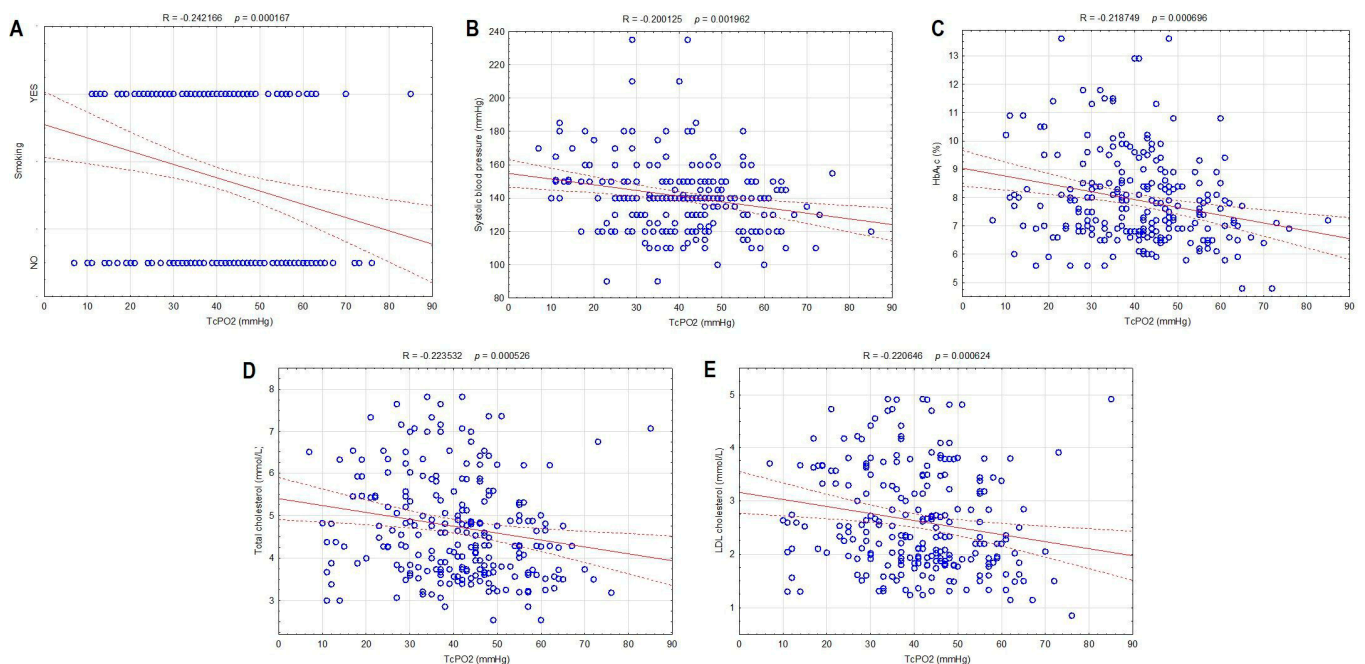 A
R = -0.242166 p = 0.000167
Smoking
YES
NO
0 10 20 30 40 50 60 70 80 90
TcPO2 (mmHg)
B
R = -0.200125 p = 0.001962
Systolic blood pressure (mmHg)
240
220
200
180
160
140
120
100
80
0 10 20 30 40 50 60 70 80 90
TcPO2 (mmHg)
C
R = -0.218749 p = 0.000696
HbA₁c (%)
13
12
11
10
9
8
7
6
5
0 10 20 30 40 50 60 70 80 90
TcPO2 (mmHg)
D
R = -0.223532 p = 0.000526
Total cholesterol (mmol/L)
8
7
6
5
4
3
0 10 20 30 40 50 60 70 80 90
TcPO2 (mmHg)
E
R = -0.220646 p = 0.000624
LDL cholesterol (mmol/L)
5
4
3
2
1
0 10 20 30 40 50 60 70 80 90
TcPO2 (mmHg)